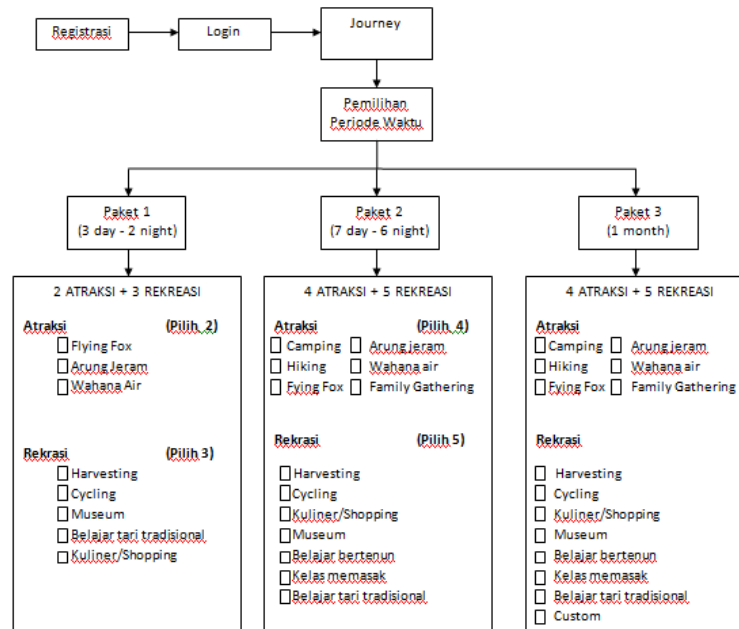 Registrasi
Login
Journey
Pemilihan
Periode Waktu
Paket 1
(3 day - 2 night)
Paket 2
(7 day - 6 night)
Paket 3
(1 month)
2 ATRAKSI + 3 REKREASI
Atraksi (Pilih 2)
Flying Fox
Arung Jeram
Wahana Air
Rekrasi (Pilih 3)
Harvesting
Cycling
Museum
Belajar tari tradisional
Kuliner/Shopping
4 ATRAKSI + 5 REKREASI
Atraksi (Pilih 4)
Camping Arung jeram
Hiking Wahana air
Fying Fox Family Gathering
Rekrasi (Pilih 5)
Harvesting
Cycling
Kuliner/Shopping
Museum
Belajar bertenun
Kelas memasak
Belajar tari tradisional
4 ATRAKSI + 5 REKREASI
Atraksi
Camping Arung jeram
Hiking Wahana air
Fying Fox Family Gathering
Rekrasi
Harvesting
Cycling
Kuliner/Shopping
Museum
Belajar bertenun
Kelas memasak
Belajar tari tradisional
Custom